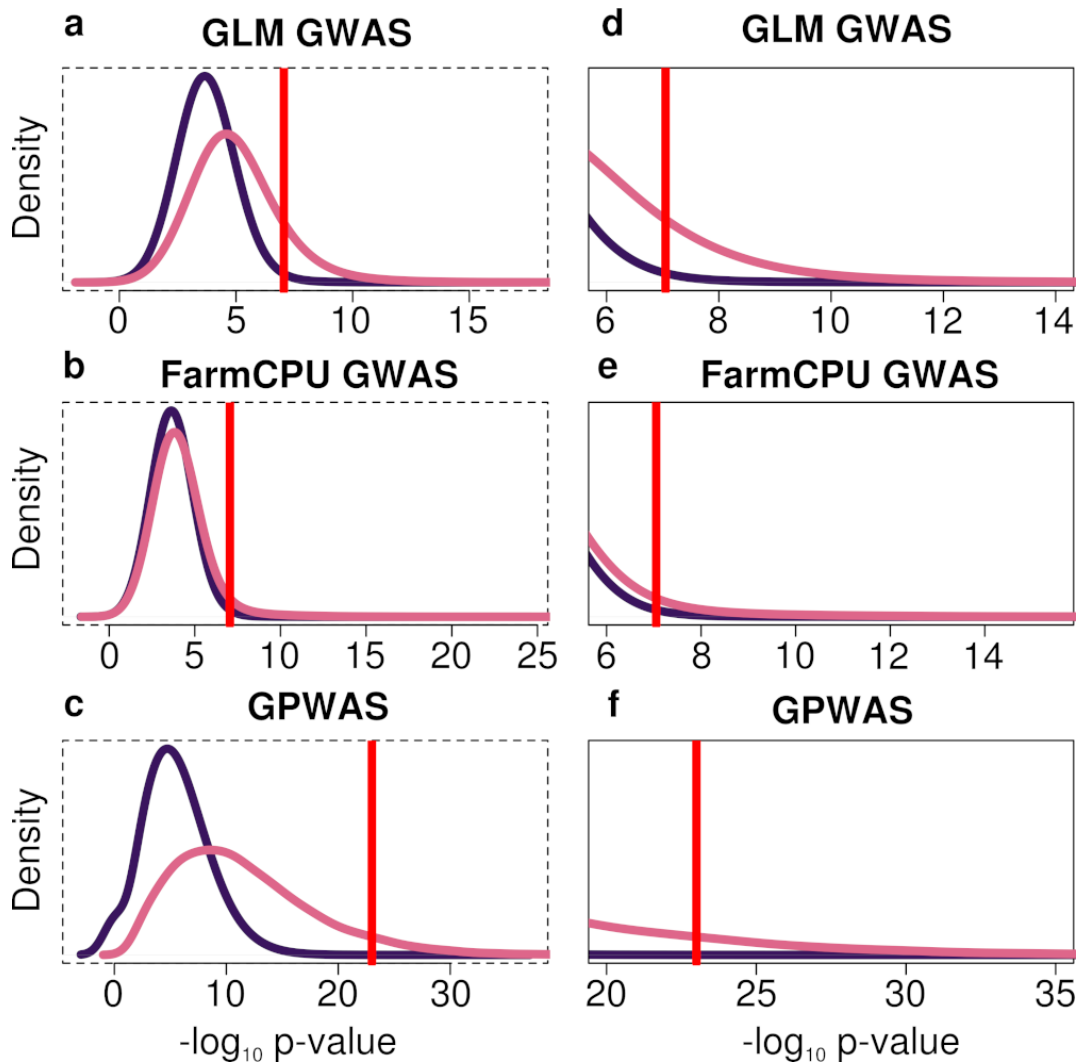 a
GLM GWAS
Density
0 5 10 15
d
GLM GWAS
6 8 10 12 14
b
FarmCPU GWAS
Density
0 5 10 15 20 25
e
FarmCPU GWAS
6 8 10 12 14
c
GPWAS
Density
0 10 20 30
-log₁₀ p-value
f
GPWAS
20 25 30 35
-log₁₀ p-value